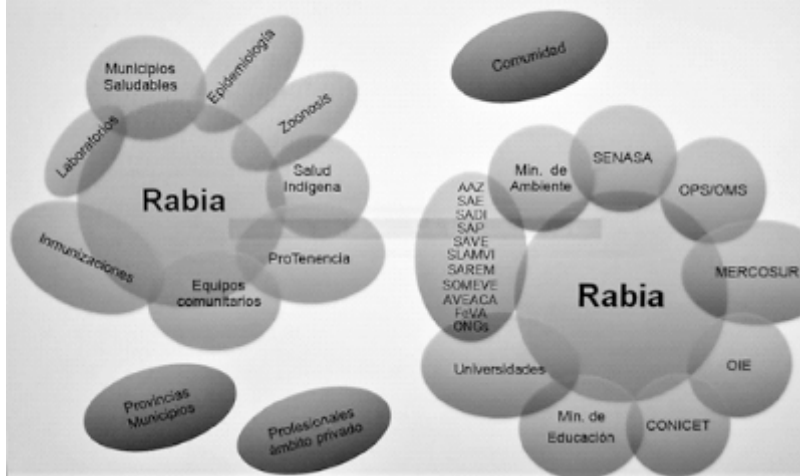 Municipios
Saludables
Epidemiología
Zoonosis
Laboratorios
Salud
Indígena
Rabia
Inmunizaciones
ProTenencia
Equipos
comunitarios
Provincias
Municipios
Profesionales
ámbito privado
Comunidad
SENASA
Min. de
Ambiente
OPS/OMS
AAZ
SAE
SADI
SAP
SAVE
SLAMVI
SAREM
SOMEVE
AVEACA
FeVA
ONGs
MERCOSUR
Rabia
Universidades
OIE
Min. de
Educación
CONICET